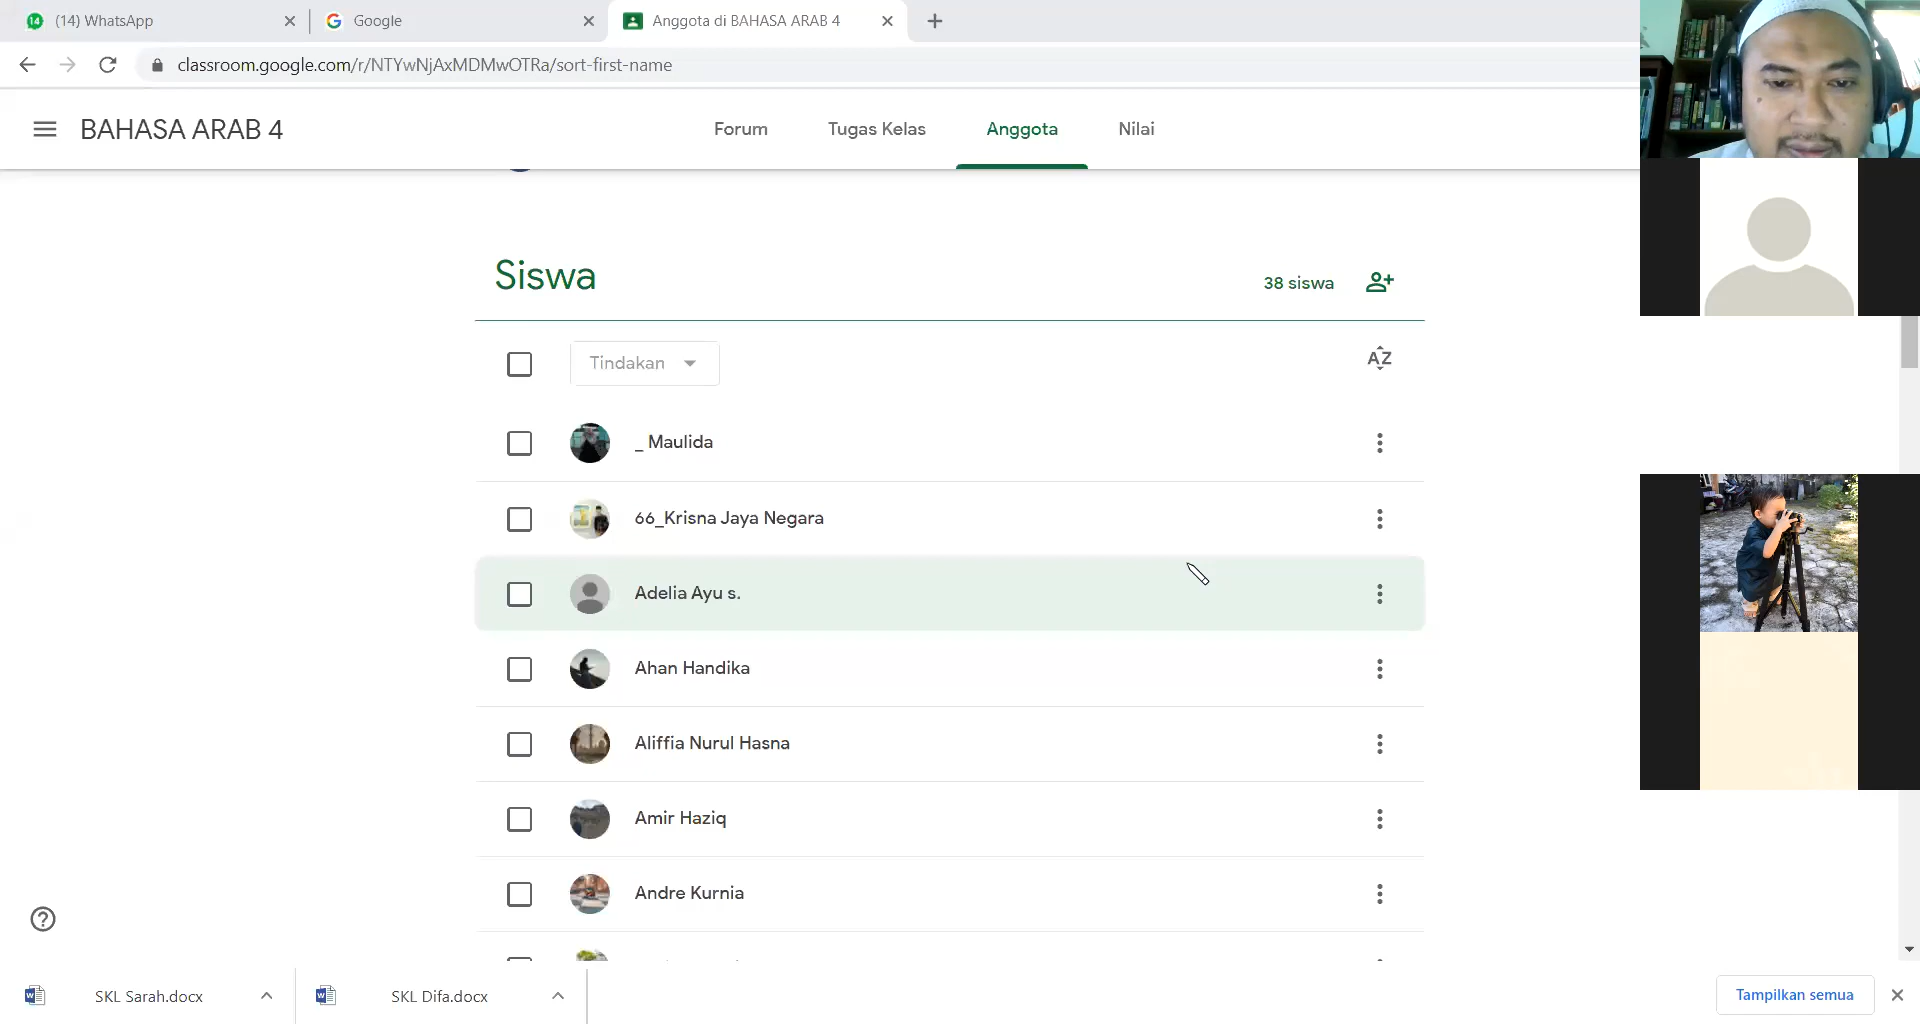 14 (14) WhatsApp
Google
Anggota di BAHASA ARAB 4
classroom.google.com/r/NTYwNjAxMDMwOTRa/sort-first-name
BAHASA ARAB 4
Forum
Tugas Kelas
Anggota
Nilai
Siswa
38 siswa
Tindakan
AZ
_ Maulida
66_Krisna Jaya Negara
Adelia Ayu s.
Ahan Handika
Aliffia Nurul Hasna
Amir Haziq
Andre Kurnia
SKL Sarah.docx
SKL Difa.docx
Tampilkan semua